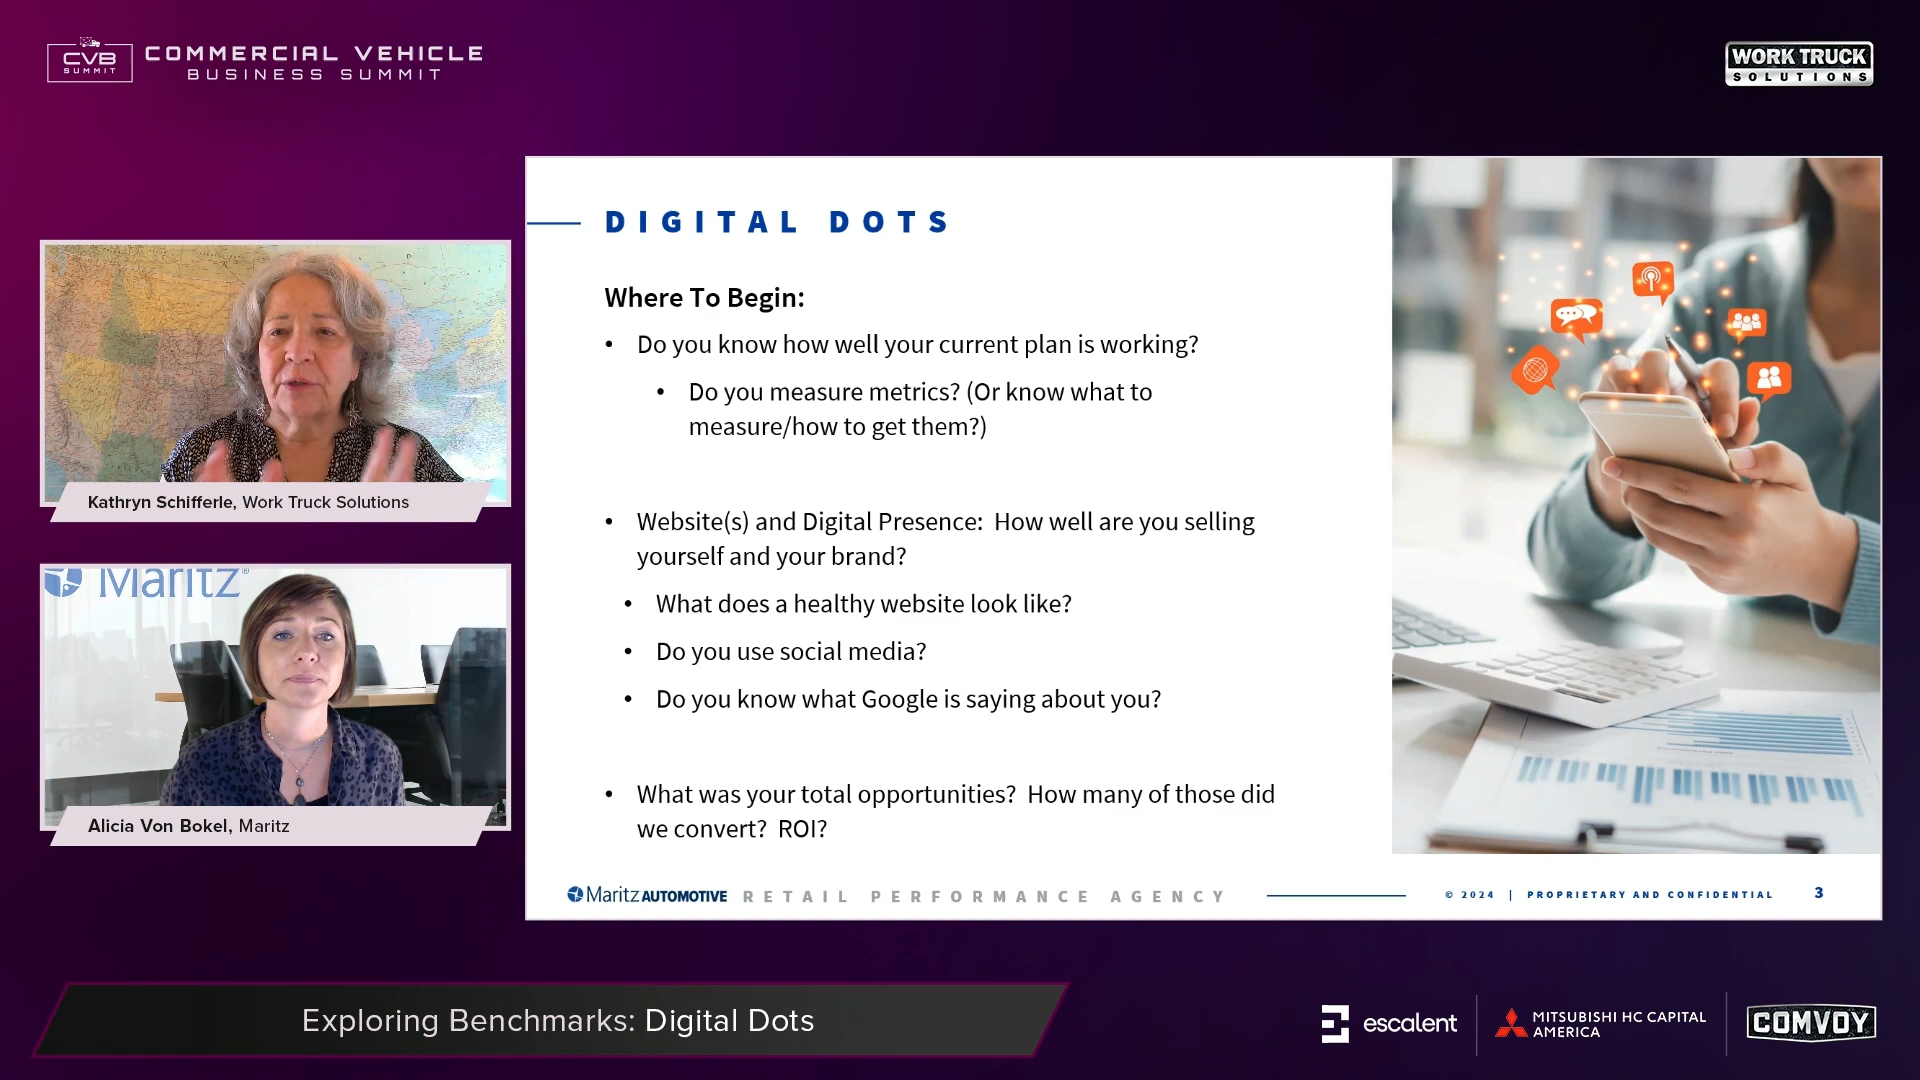 CVB
SUMMIT
COMMERCIAL VEHICLE
BUSINESS SUMMIT
WORK TRUCK
SOLUTIONS
Kathryn Schifferle, Work Truck Solutions
Maritz®
Alicia Von Bokel, Maritz
DIGITAL DOTS
Where To Begin:
• Do you know how well your current plan is working?
• Do you measure metrics? (Or know what to
measure/how to get them?)
• Website(s) and Digital Presence:  How well are you selling
yourself and your brand?
• What does a healthy website look like?
• Do you use social media?
• Do you know what Google is saying about you?
• What was your total opportunities?  How many of those did
we convert?  ROI?
Maritz AUTOMOTIVE RETAIL PERFORMANCE AGENCY
© 2024 | PROPRIETARY AND CONFIDENTIAL 3
Exploring Benchmarks: Digital Dots
escalent
MITSUBISHI HC CAPITAL
AMERICA
COMVOY